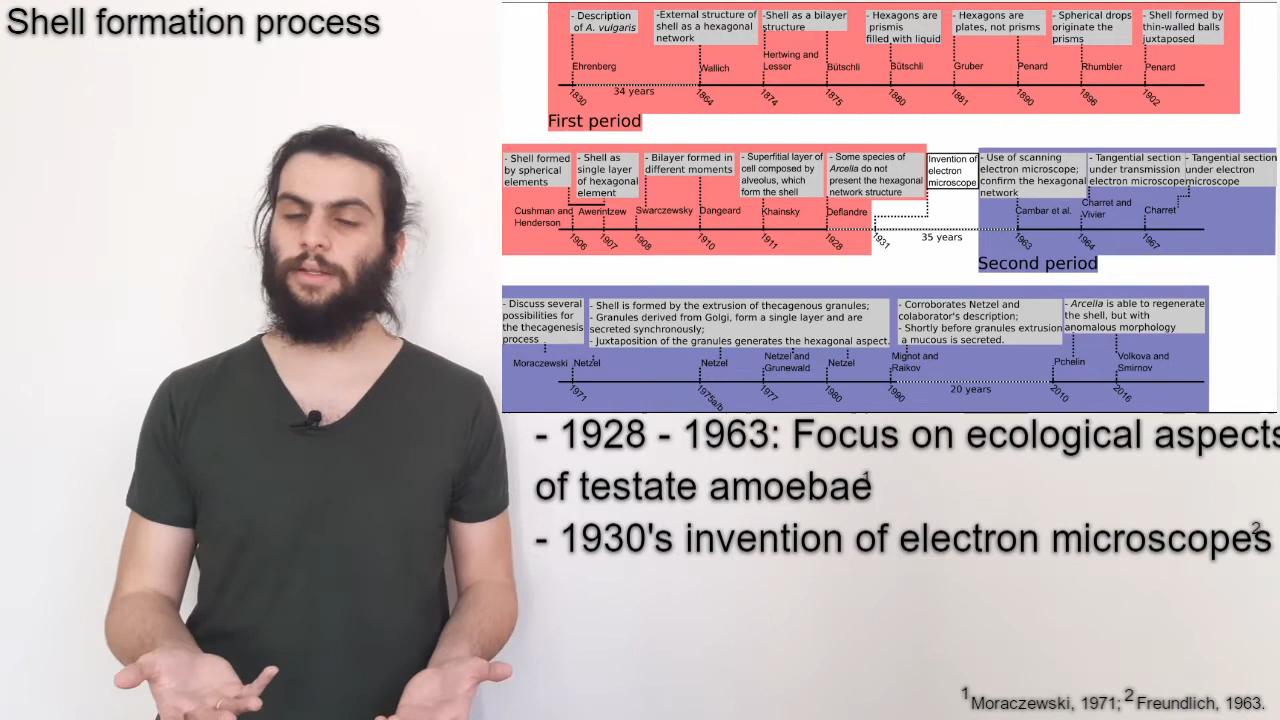 Shell formation process
- Description
of A. vulgaris
-External structure of
shell as a hexagonal
network
-Shell as a bilayer
structure
- Hexagons are
prismis
filled with liquid
- Hexagons are
plates, not prisms
- Spherical drops
originate the
prisms
- Shell formed by
thin-walled balls
juxtaposed
Ehrenberg
Wallich
Hertwing and
Lesser
Bütschli
Bütschli
Gruber
Penard
Rhumbler
Penard
34 years
1830
1864
1874
1875
1880
1881
1890
1896
1902
First period
- Shell formed
by spherical
elements
- Shell as
single layer
of hexagonal
element
- Bilayer formed in
different moments
- Superfitial layer of
cell composed by
alveolus, which
form the shell
- Some species of
Arcella do not
present the hexagonal
network structure
Invention of
electron
microscope
- Use of scanning
electron microscope;
confirm the hexagonal
network
- Tangential section
under transmission
electron microscope
- Tangential section
under electron
microscope
Cushman and
Henderson
Awerintzew
Swarczewsky
Dangeard
Khainsky
Deflandre
Cambar et al.
Charret and
Vivier
Charret
35 years
1906
1907
1908
1910
1911
1928
1931
1963
1964
1967
Second period
- Discuss several
possibilities for
the thecagenesis
process
- Shell is formed by the extrusion of thecagenous granules;
- Granules derived from Golgi, form a single layer and are
secreted synchronously;
- Juxtaposition of the granules generates the hexagonal aspect.
- Corroborates Netzel and
colaborator's description;
- Shortly before granules extrusion
a mucous is secreted.
- Arcella is able to regenerate
the shell, but with
anomalous morphology
Moraczewski
Netzel
Netzel
Netzel and
Grunewald
Netzel
Mignot and
Raikov
Pchelin
Volkova and
Smirnov
20 years
1971
1975a/b
1977
1980
1990
2010
2016
- 1928 - 1963: Focus on ecological aspects
of testate amoebae1
- 1930's invention of electron microscopes2
1Moraczewski, 1971; 2Freundlich, 1963.